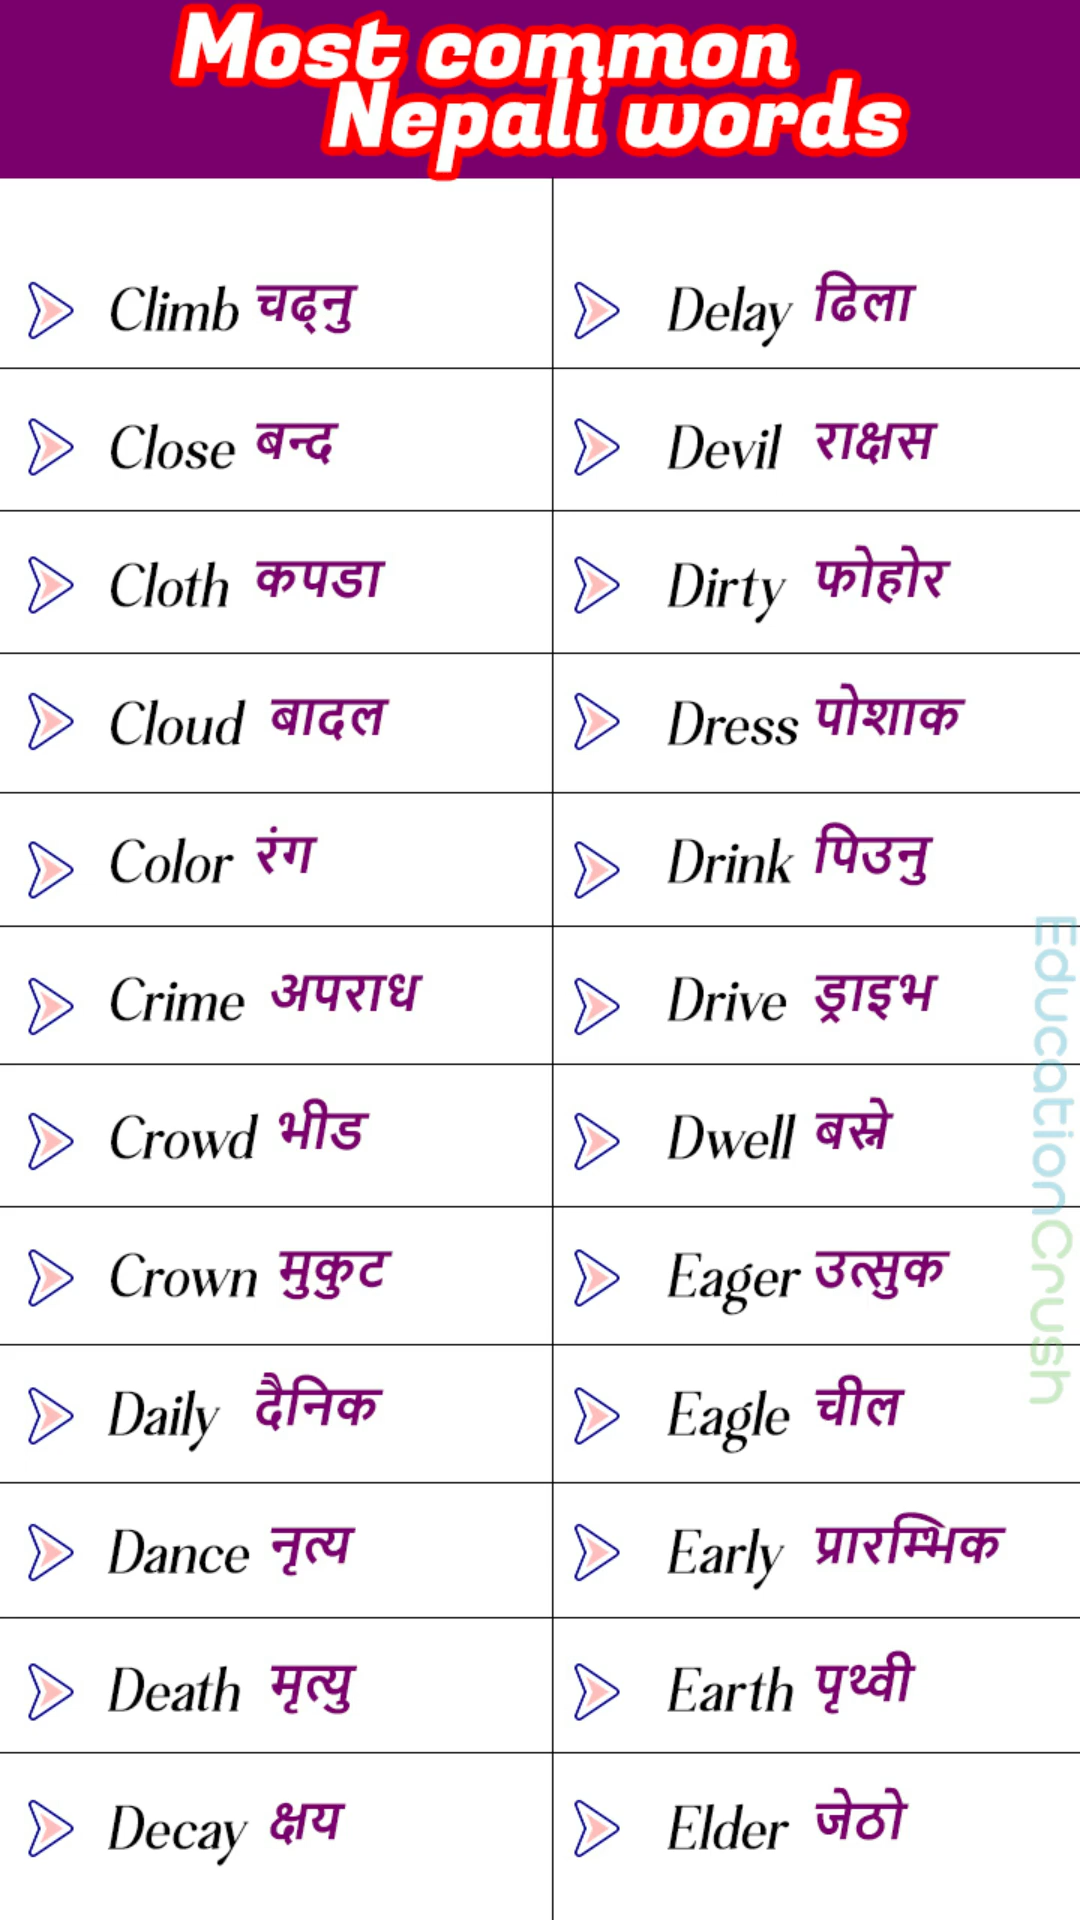 Most common
Nepali words
Climb चढ्नु
Delay ढिला
Close बन्द
Devil राक्षस
Cloth कपडा
Dirty फोहोर
Cloud बादल
Dress पोशाक
Color रंग
Drink पिउनु
Crime अपराध
Drive ड्राइभ
Crowd भीड
Dwell बस्ने
Crown मुकुट
Eager उत्सुक
Daily दैनिक
Eagle चील
Dance नृत्य
Early प्रारम्भिक
Death मृत्यु
Earth पृथ्वी
Decay क्षय
Elder जेठो
EducationCrush